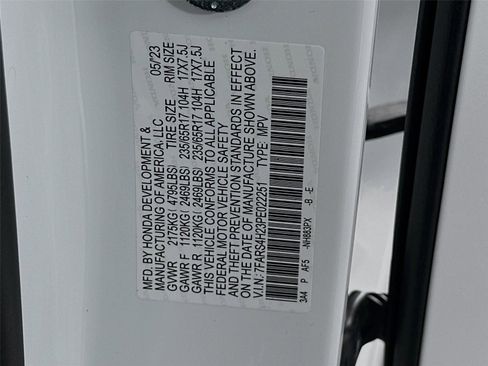 MFD. BY HONDA DEVELOPMENT &
MANUFACTURING OF AMERICA, LLC 05/'23
GVWR 2175KG( 4795LBS) TIRE SIZE RIM SIZE
GAWR F 1120KG( 2469LBS) 235/65R17 104H 17X7.5J
GAWR R 1120KG( 2469LBS) 235/65R17 104H 17X7.5J
THIS VEHICLE CONFORMS TO ALL APPLICABLE
FEDERAL MOTOR VEHICLE SAFETY
AND THEFT PREVENTION STANDARDS IN EFFECT
ON THE DATE OF MANUFACTURE SHOWN ABOVE.
V.I.N.: 7FARS4H23PE022251 TYPE: MPV
3A4 P AF5 -NH883PX -B -E